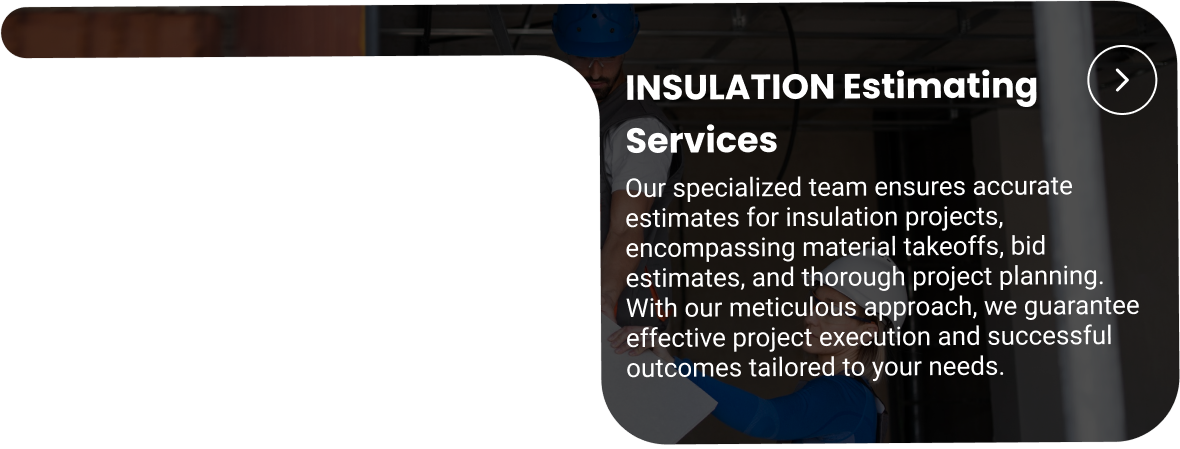 INSULATION Estimating
Services
Our specialized team ensures accurate
estimates for insulation projects,
encompassing material takeoffs, bid
estimates, and thorough project planning.
With our meticulous approach, we guarantee
effective project execution and successful
outcomes tailored to your needs.